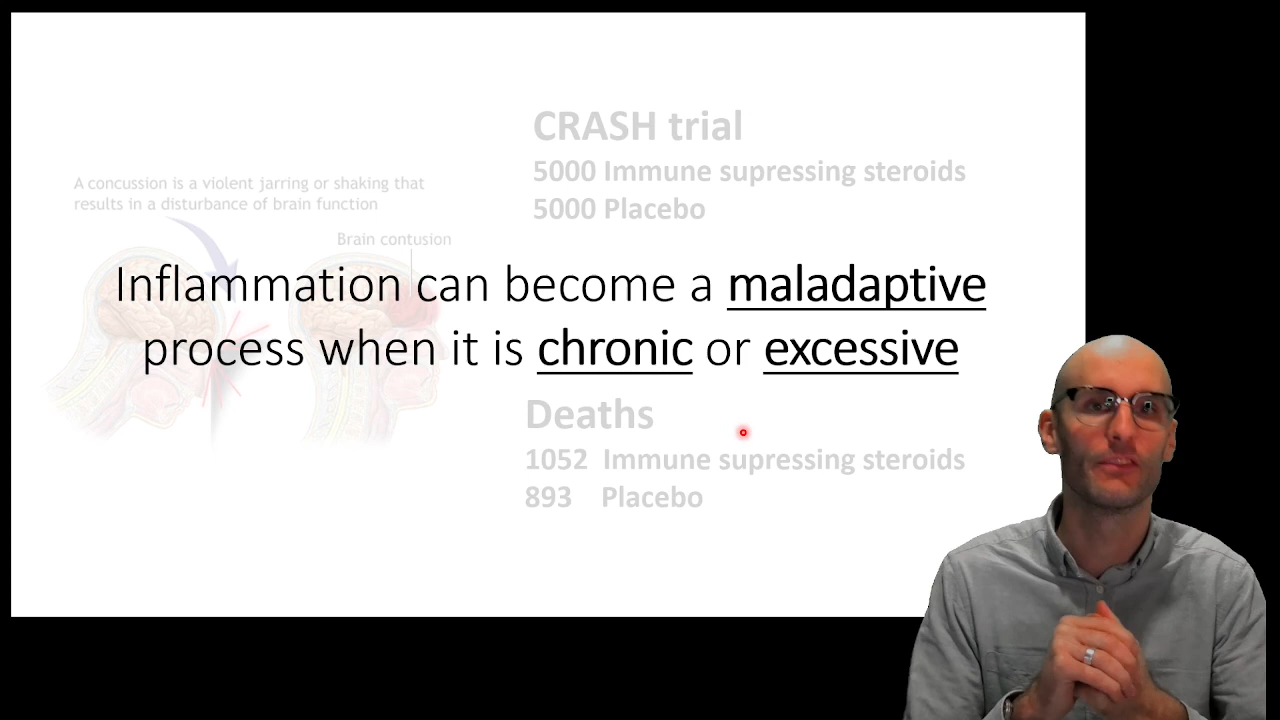 CRASH trial
5000 Immune supressing steroids
5000 Placebo
A concussion is a violent jarring or shaking that
results in a disturbance of brain function
Brain contusion
Inflammation can become a maladaptive
process when it is chronic or excessive
Deaths
1052 Immune supressing steroids
893 Placebo